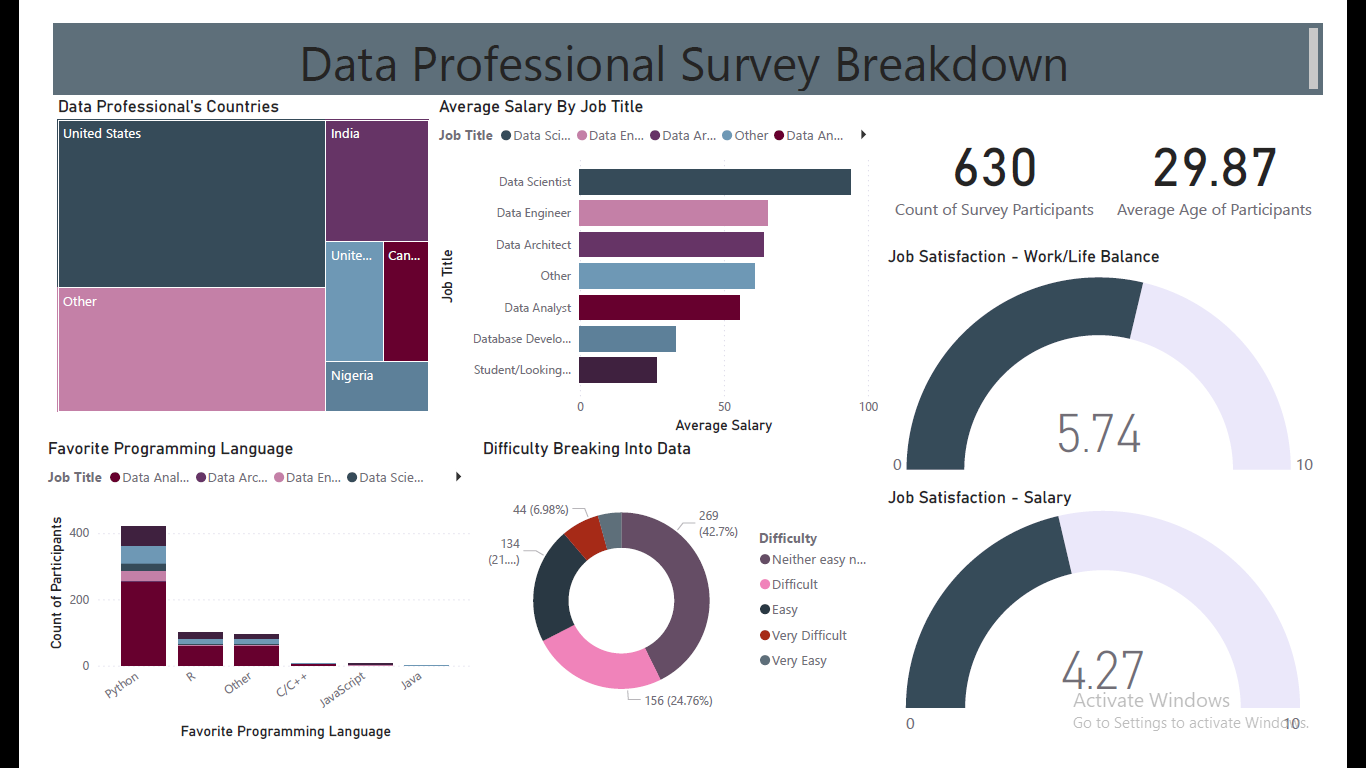 Data Professional Survey Breakdown
Data Professional's Countries
United States
India
Unite...
Can...
Other
Nigeria
Average Salary By Job Title
Job Title Data Sci... Data En... Data Ar... Other Data An...
Job Title
Data Scientist
Data Engineer
Data Architect
Other
Data Analyst
Database Develo...
Student/Looking...
0 50 100
Average Salary
630
Count of Survey Participants
29.87
Average Age of Participants
Job Satisfaction - Work/Life Balance
5.74
0 10
Favorite Programming Language
Job Title Data Anal... Data Arc... Data En... Data Scie...
Count of Participants
400
200
0
Python R Other C/C++ JavaScript Java
Favorite Programming Language
Difficulty Breaking Into Data
44 (6.98%)
269
(42.7%)
134
(21....)
156 (24.76%)
Difficulty
Neither easy n...
Difficult
Easy
Very Difficult
Very Easy
Job Satisfaction - Salary
4.27
0 10
Activate Windows
Go to Settings to activate Windows.